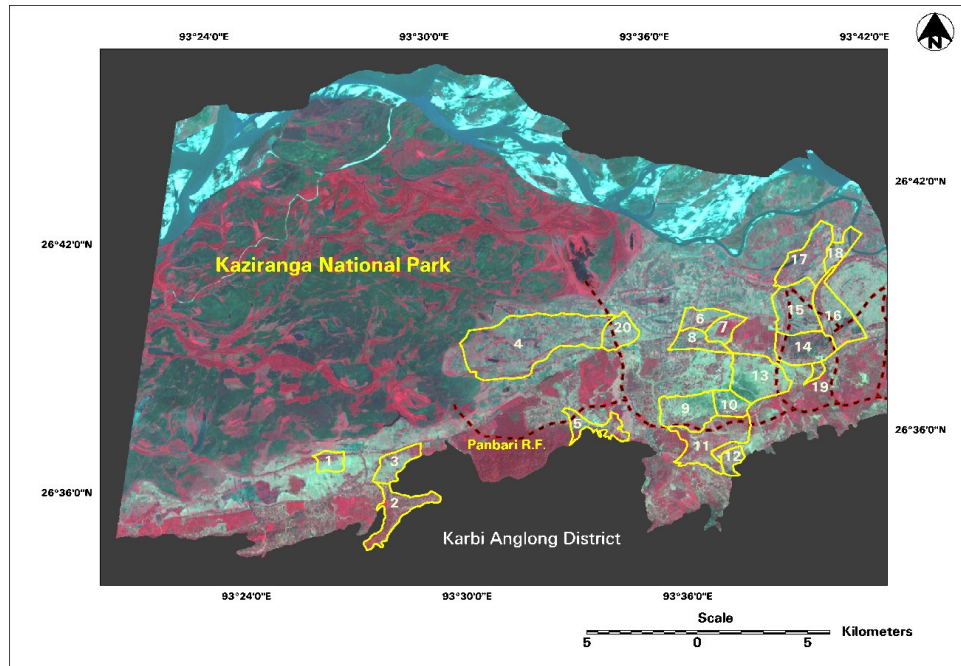 93°24'0"E 93°30'0"E 93°36'0"E 93°42'0"E
N
26°42'0"N
26°42'0"N
Kaziranga National Park
17 18
15 16
6 7
20
4 8
14
13
19
9 10
5
26°36'0"N
Panbari R.F.
11
12
1 3
26°36'0"N
2
Karbi Anglong District
93°24'0"E 93°30'0"E 93°36'0"E
Scale
5 0 5 Kilometers